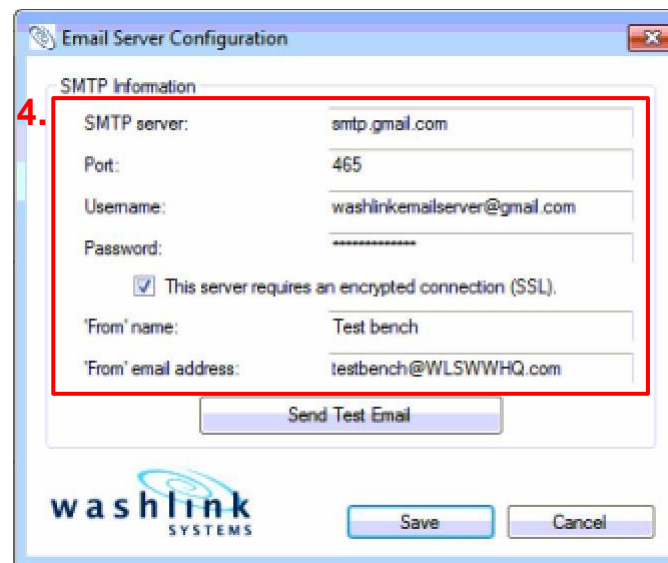 Email Server Configuration
SMTP Information
4.
SMTP server: smtp.gmail.com
Port: 465
Username: washlinkemailserver@gmail.com
Password: **************
This server requires an encrypted connection (SSL).
'From' name: Test bench
'From' email address: testbench@WLSWWHQ.com
Send Test Email
washlink
SYSTEMS
Save Cancel